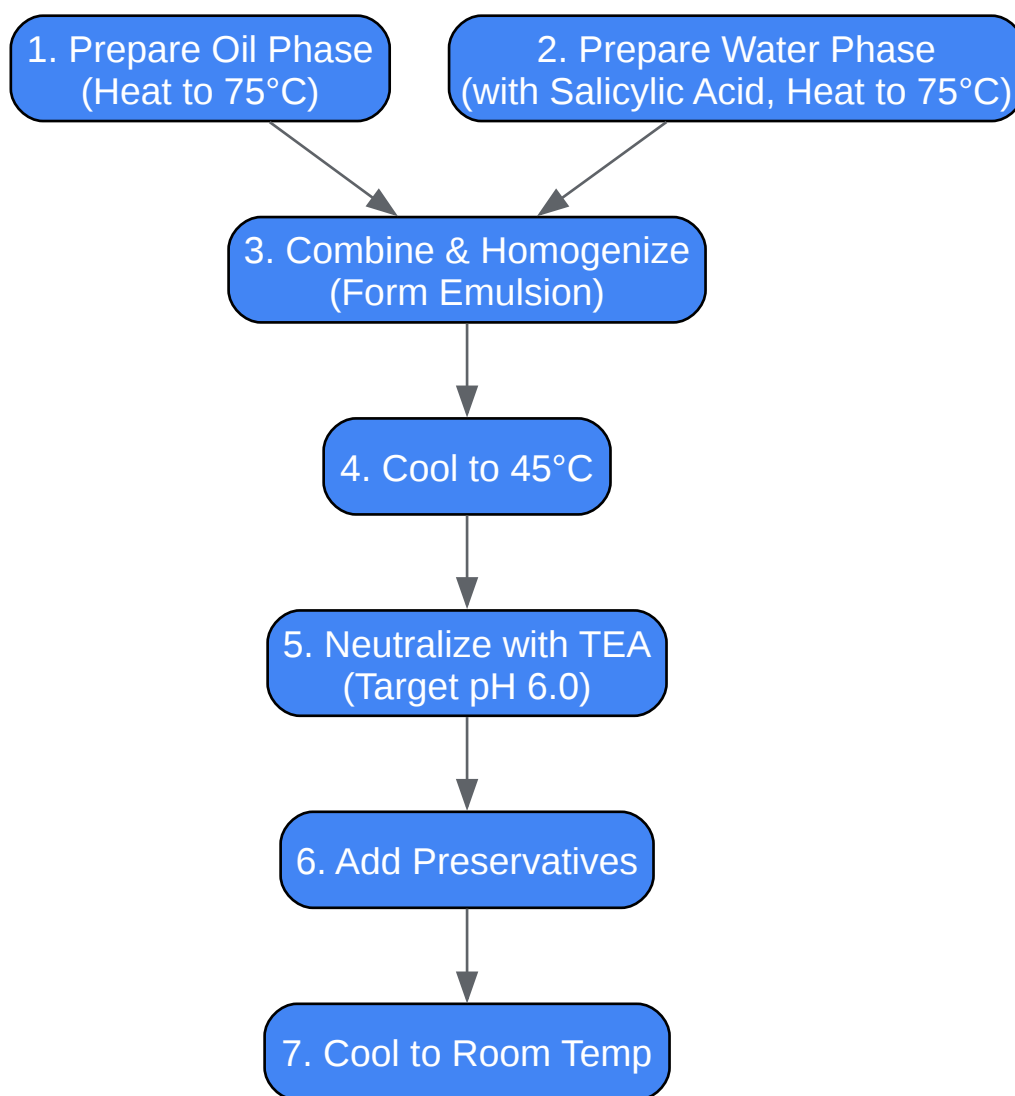 1. Prepare Oil Phase
(Heat to 75°C)
2. Prepare Water Phase
(with Salicylic Acid, Heat to 75°C)
3. Combine & Homogenize
(Form Emulsion)
4. Cool to 45°C
5. Neutralize with TEA
(Target pH 6.0)
6. Add Preservatives
7. Cool to Room Temp